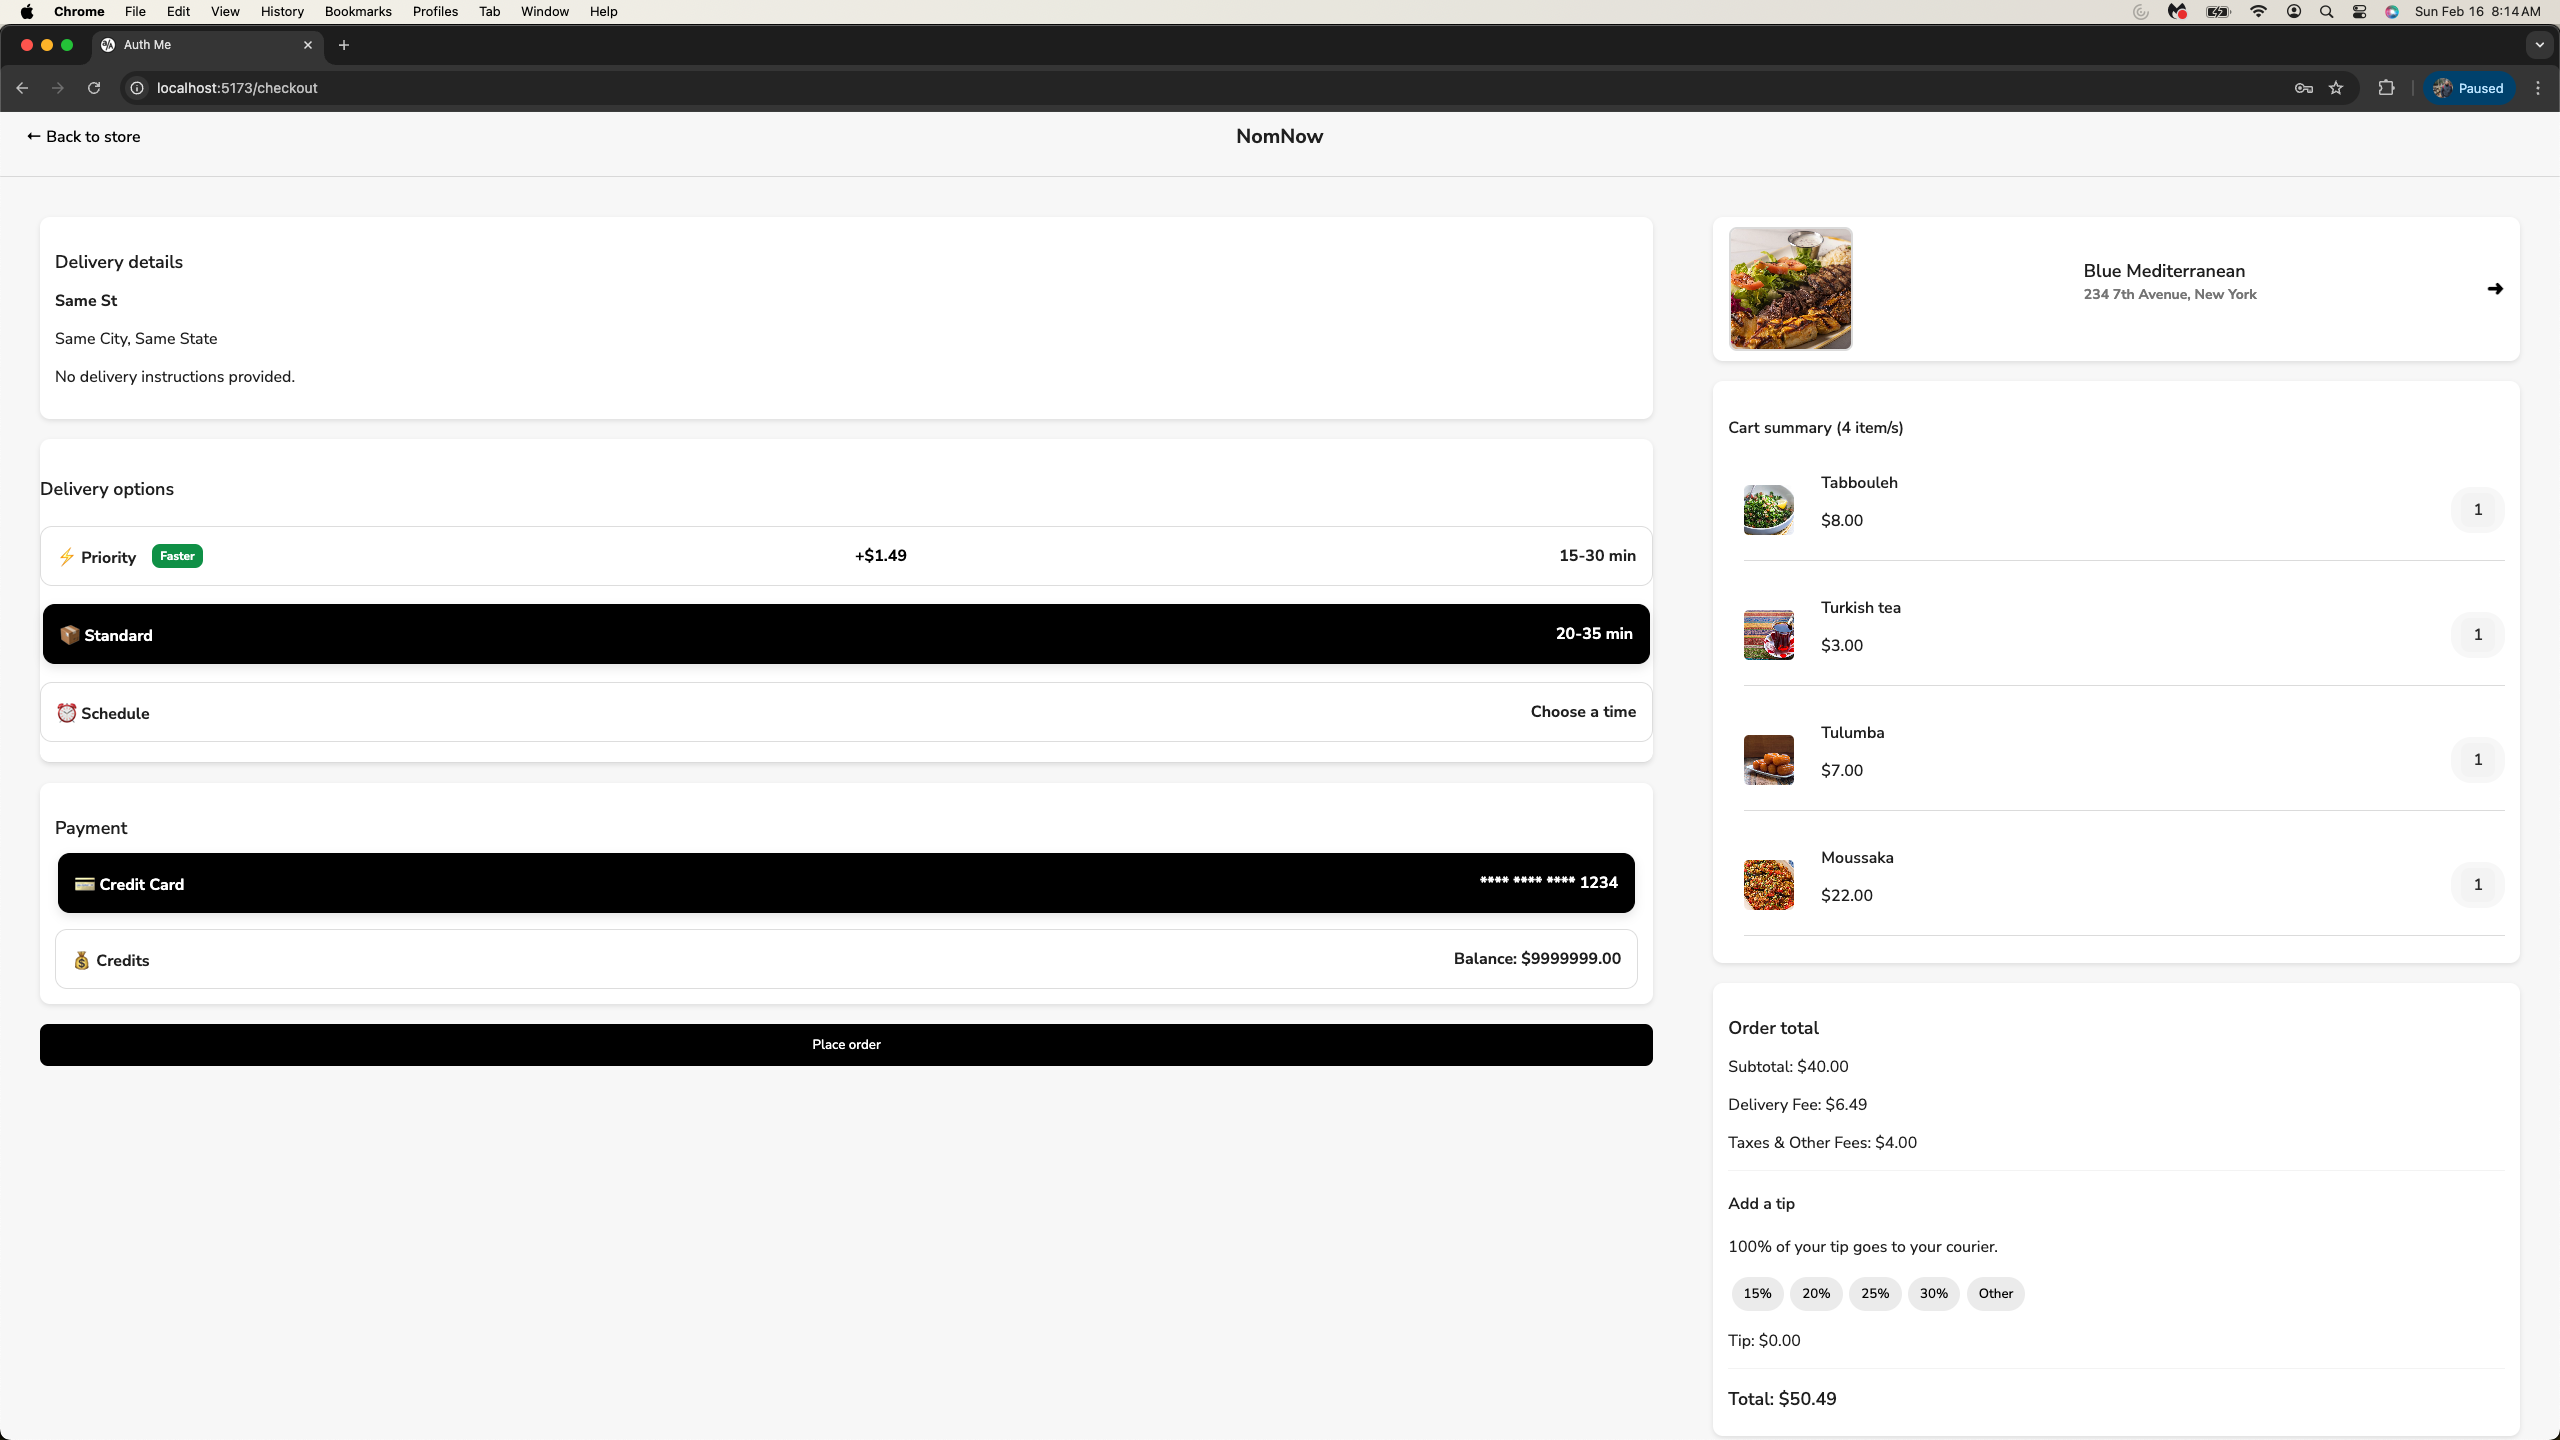 Chrome File Edit View History Bookmarks Profiles Tab Window Help Sun Feb 16 8:14 AM
Auth Me
localhost:5173/checkout
Paused
← Back to store
NomNow
Delivery details
Same St
Same City, Same State
No delivery instructions provided.
Delivery options
⚡ Priority Faster +$1.49 15-30 min
📦 Standard 20-35 min
⏰ Schedule Choose a time
Payment
💳 Credit Card **** **** **** 1234
💰 Credits Balance: $9999999.00
Place order
Blue Mediterranean
234 7th Avenue, New York
Cart summary (4 item/s)
Tabbouleh
$8.00
1
Turkish tea
$3.00
1
Tulumba
$7.00
1
Moussaka
$22.00
1
Order total
Subtotal: $40.00
Delivery Fee: $6.49
Taxes & Other Fees: $4.00
Add a tip
100% of your tip goes to your courier.
15% 20% 25% 30% Other
Tip: $0.00
Total: $50.49